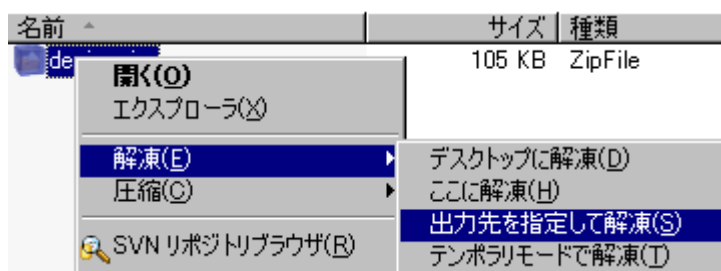 名前 サイズ 種類
105 KB ZipFile
開く(O)
エクスプローラ(X)
解凍(E) デスクトップに解凍(D)
圧縮(C) ここに解凍(H)
出力先を指定して解凍(S)
SVN リポジトリブラウザ(R) テンポラリモードで解凍(T)